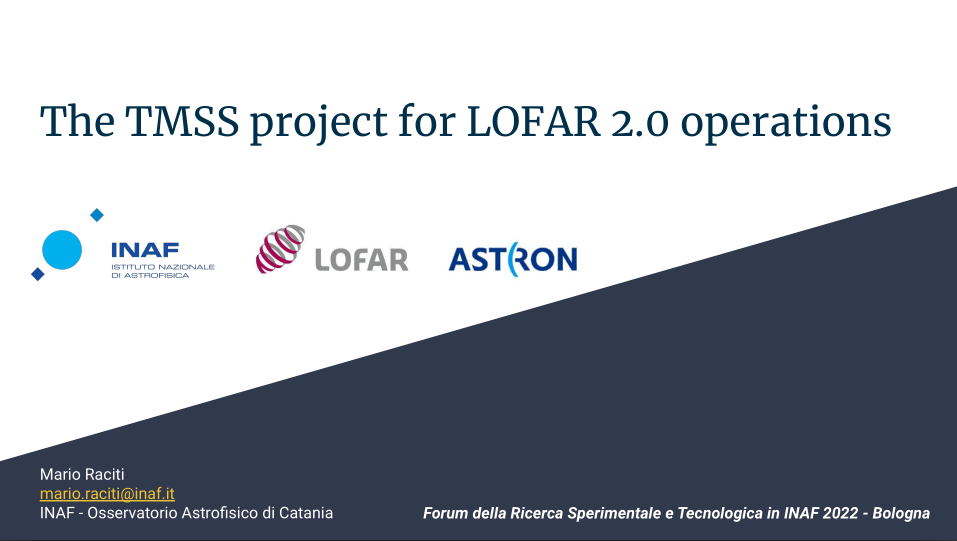 The TMSS project for LOFAR 2.0 operations
INAF
ISTITUTO NAZIONALE
DI ASTROFISICA
LOFAR
ASTRON
Mario Raciti
mario.raciti@inaf.it
INAF - Osservatorio Astrofisico di Catania
Forum della Ricerca Sperimentale e Tecnologica in INAF 2022 - Bologna